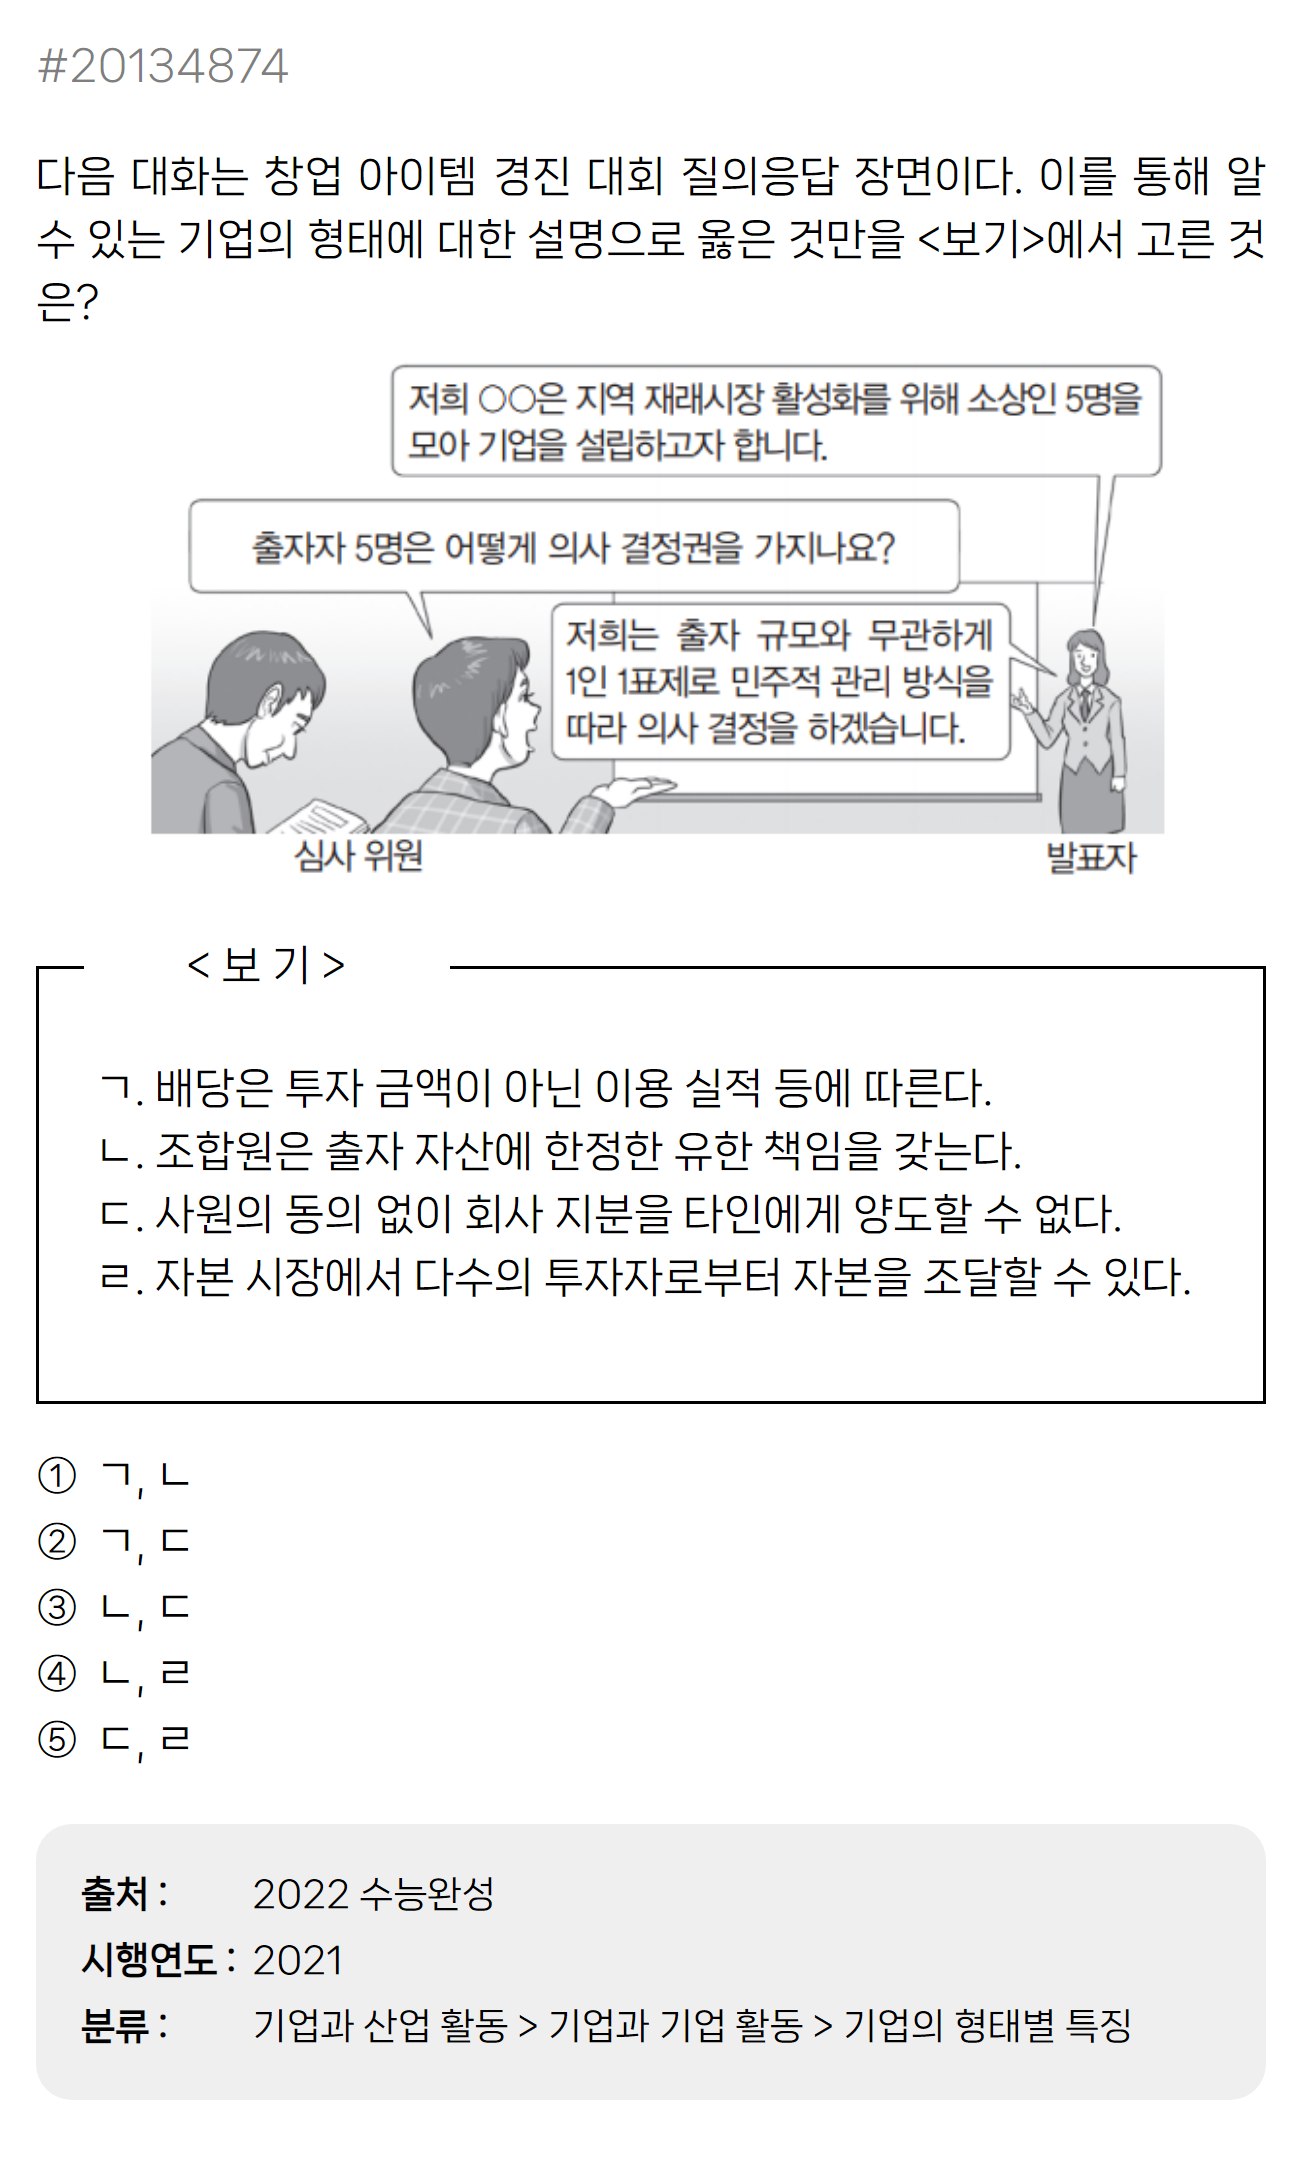 #20134874
다음 대화는 창업 아이템 경진 대회 질의응답 장면이다. 이를 통해 알
수 있는 기업의 형태에 대한 설명으로 옳은 것만을 <보기>에서 고른 것
은?
저희 ○○은 지역 재래시장 활성화를 위해 소상인 5명을
모아 기업을 설립하고자 합니다.
출자자 5명은 어떻게 의사 결정권을 가지나요?
저희는 출자 규모와 무관하게
1인 1표제로 민주적 관리 방식을
따라 의사 결정을 하겠습니다.
심사 위원
발표자
< 보 기 >
ㄱ. 배당은 투자 금액이 아닌 이용 실적 등에 따른다.
ㄴ. 조합원은 출자 자산에 한정한 유한 책임을 갖는다.
ㄷ. 사원의 동의 없이 회사 지분을 타인에게 양도할 수 없다.
ㄹ. 자본 시장에서 다수의 투자자로부터 자본을 조달할 수 있다.
① ㄱ, ㄴ
② ㄱ, ㄷ
③ ㄴ, ㄷ
④ ㄴ, ㄹ
⑤ ㄷ, ㄹ
출처 : 2022 수능완성
시행연도 : 2021
분류 : 기업과 산업 활동 > 기업과 기업 활동 > 기업의 형태별 특징